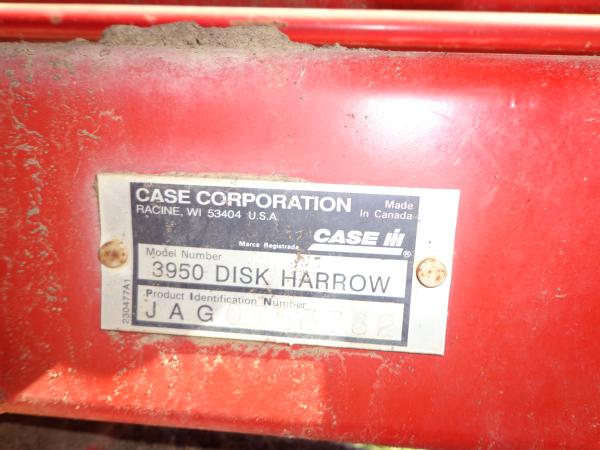 CASE CORPORATION
RACINE, WI 53404 U.S.A.
Made
In Canada
Marca Registrada
CASE IH
®
Model Number
3950 DISK HARROW
Product Identification Number
JAG
230477A1